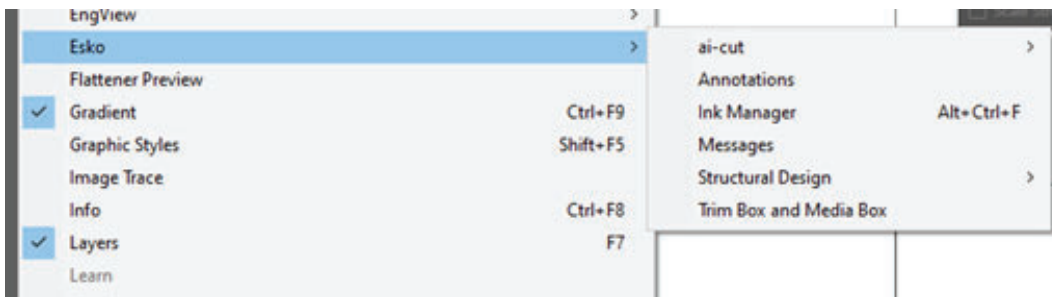 EngView
Esko
Flattener Preview
Gradient Ctrl+F9
Graphic Styles Shift+F5
Image Trace
Info Ctrl+F8
Layers F7
Learn
ai-cut
Annotations
Ink Manager Alt+Ctrl+F
Messages
Structural Design
Trim Box and Media Box